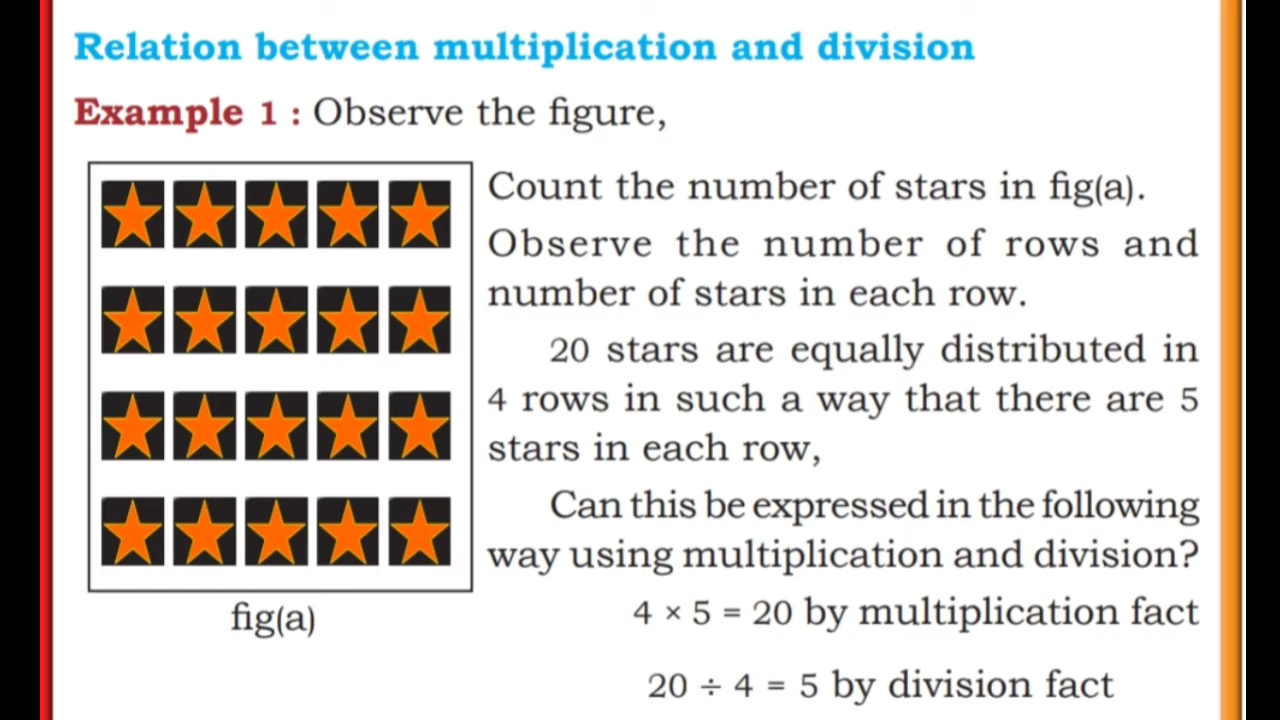 Relation between multiplication and division
Example 1 : Observe the figure,
Count the number of stars in fig(a).
Observe the number of rows and
number of stars in each row.
20 stars are equally distributed in
4 rows in such a way that there are 5
stars in each row,
Can this be expressed in the following
way using multiplication and division?
fig(a)
4 × 5 = 20 by multiplication fact
20 ÷ 4 = 5 by division fact